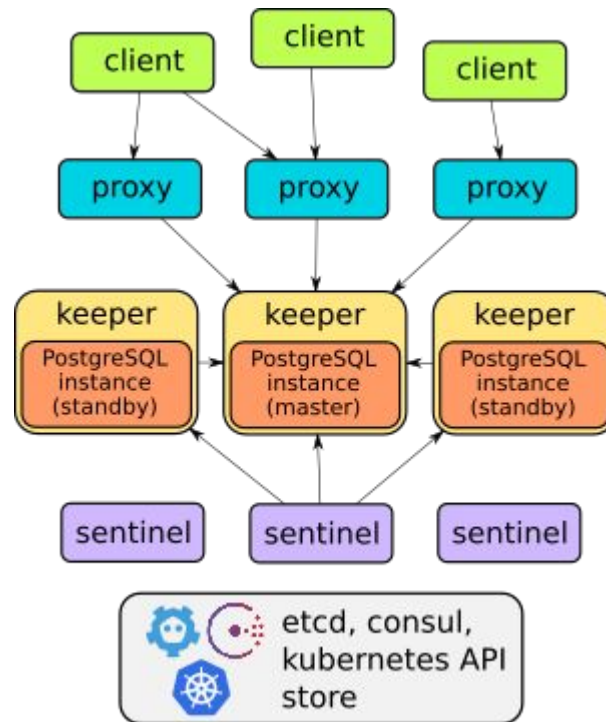 client
client
client
proxy
proxy
proxy
keeper
PostgreSQL
instance
(standby)
keeper
PostgreSQL
instance
(master)
keeper
PostgreSQL
instance
(standby)
sentinel
sentinel
sentinel
etcd, consul,
kubernetes API
store